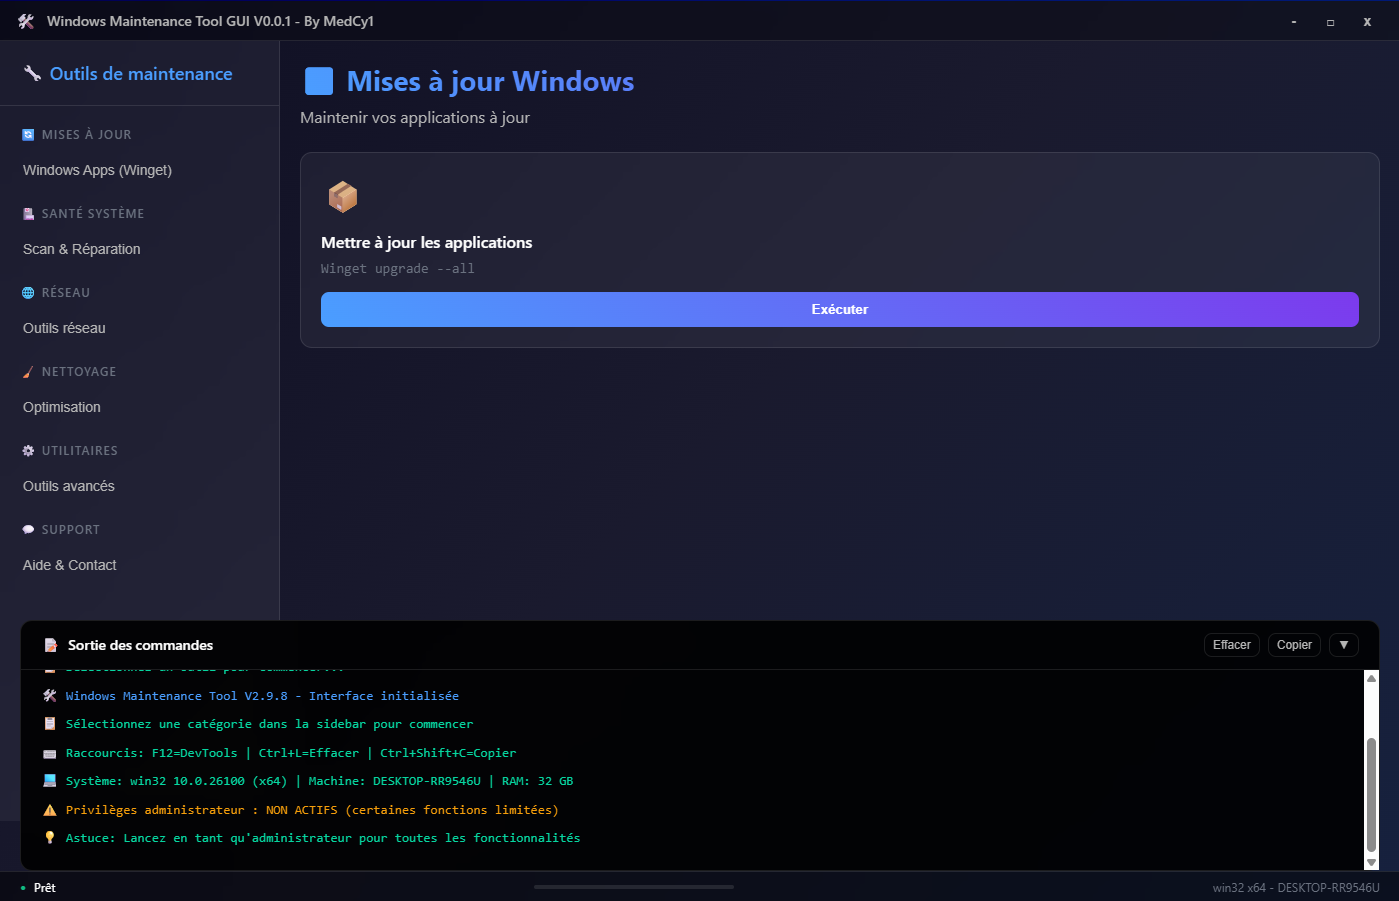 Windows Maintenance Tool GUI V0.0.1 - By MedCy1
Outils de maintenance
MISES À JOUR
Windows Apps (Winget)
SANTÉ SYSTÈME
Scan & Réparation
RÉSEAU
Outils réseau
NETTOYAGE
Optimisation
UTILITAIRES
Outils avancés
SUPPORT
Aide & Contact
Mises à jour Windows
Maintenir vos applications à jour
Mettre à jour les applications
Winget upgrade --all
Exécuter
Sortie des commandes
Effacer
Copier
Windows Maintenance Tool V2.9.8 - Interface initialisée
Sélectionnez une catégorie dans la sidebar pour commencer
Raccourcis: F12=DevTools | Ctrl+L=Effacer | Ctrl+Shift+C=Copier
Système: win32 10.0.26100 (x64) | Machine: DESKTOP-RR9546U | RAM: 32 GB
Privilèges administrateur : NON ACTIFS (certaines fonctions limitées)
Astuce: Lancez en tant qu'administrateur pour toutes les fonctionnalités
Prêt
win32 x64 - DESKTOP-RR9546U